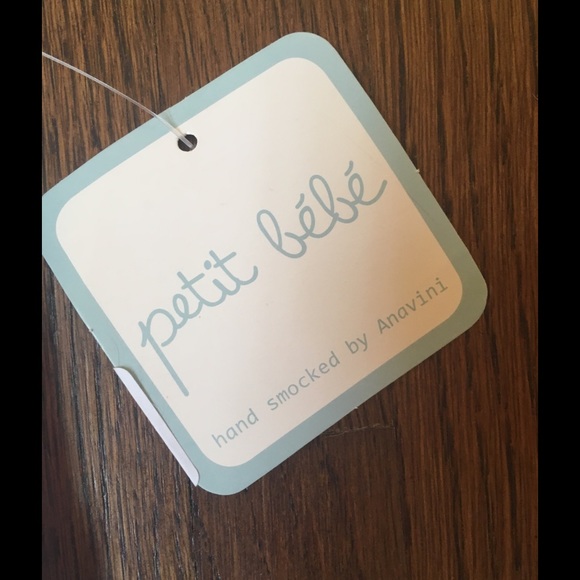 petit bébé
hand smocked by Anavini